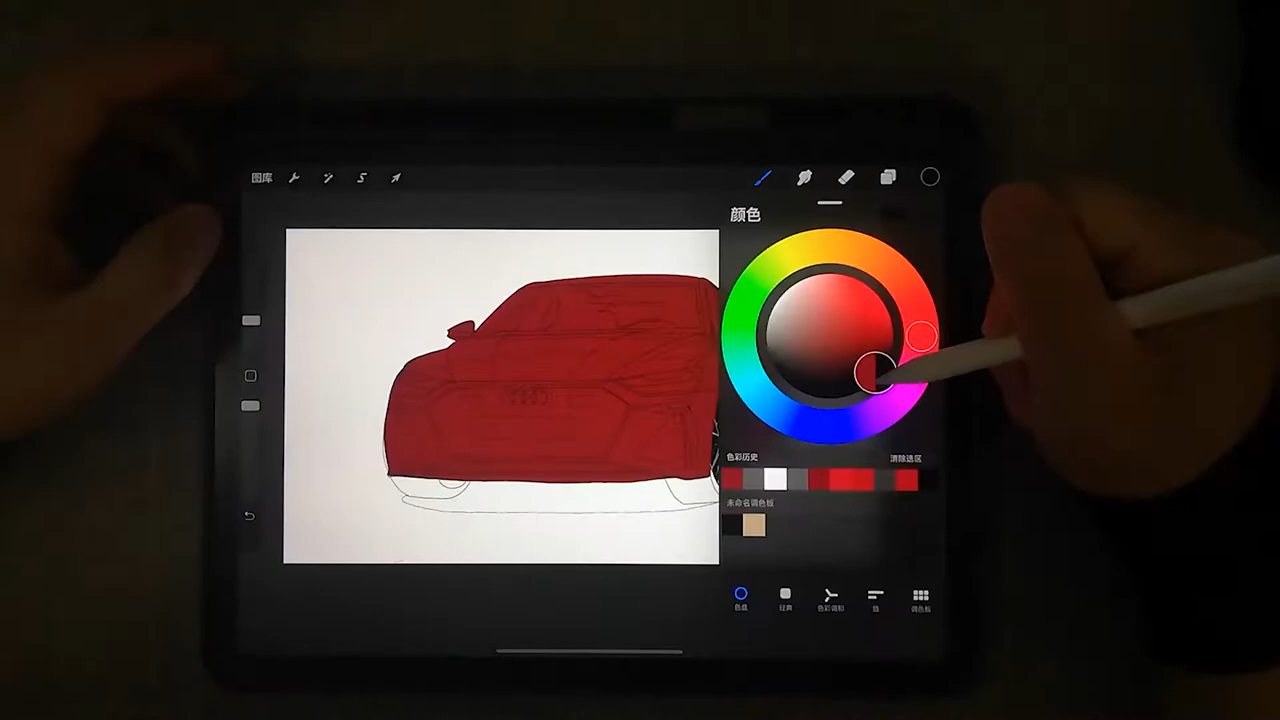 图库
颜色
色彩历史 清除选区
未命名调色板
色盘 经典 色彩调和 值 调色板